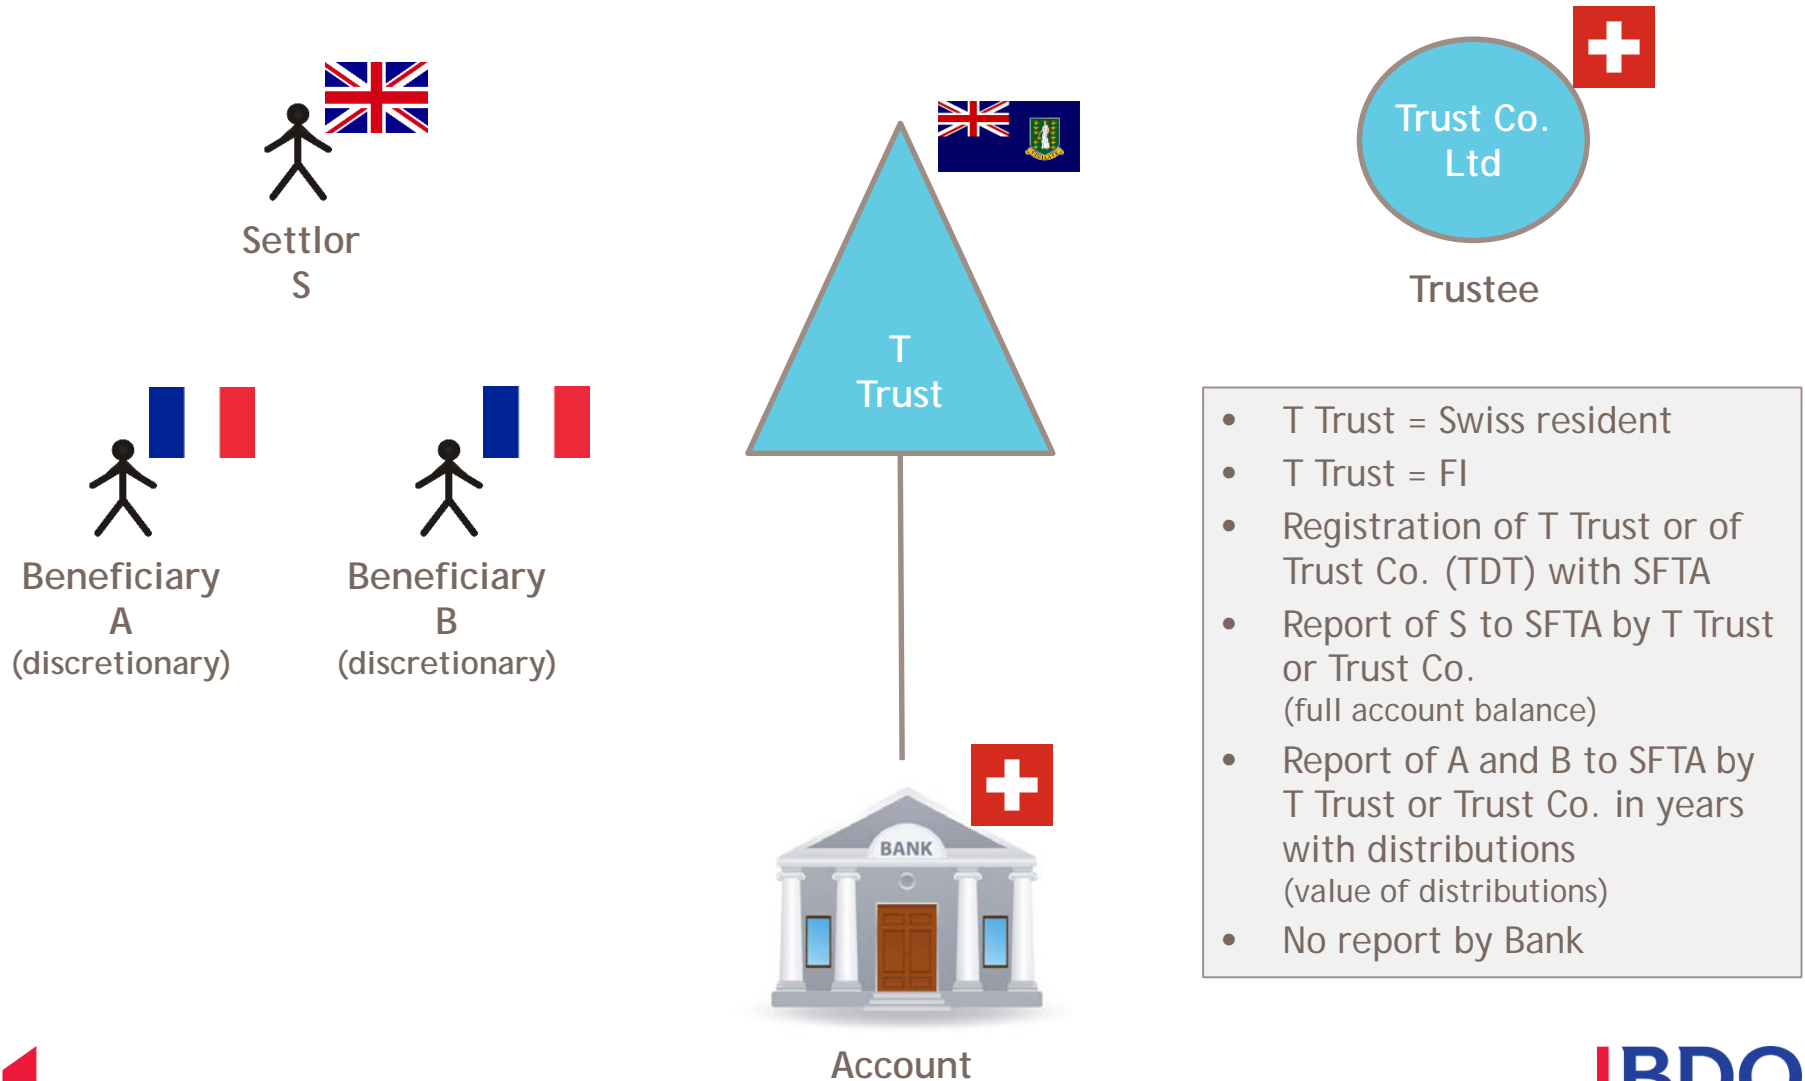 Settlor
S
Beneficiary
A
(discretionary)
Beneficiary
B
(discretionary)
T
Trust
BANK
Account
Trust Co.
Ltd
Trustee
• T Trust = Swiss resident
• T Trust = FI
• Registration of T Trust or of
Trust Co. (TDT) with SFTA
• Report of S to SFTA by T Trust
or Trust Co.
(full account balance)
• Report of A and B to SFTA by
T Trust or Trust Co. in years
with distributions
(value of distributions)
• No report by Bank
BDO